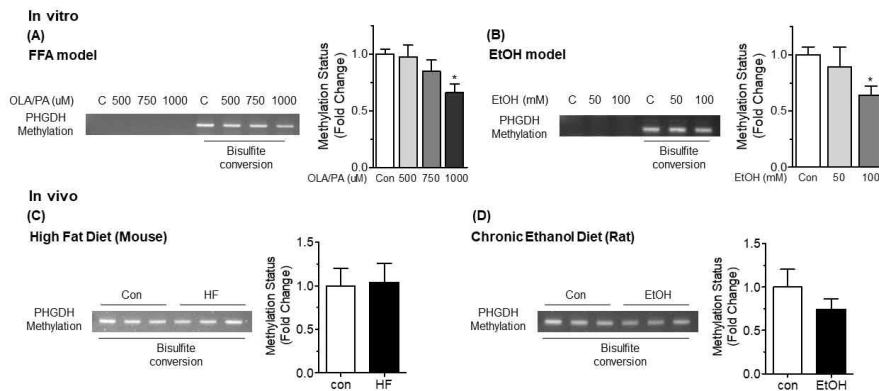 In vitro
(A)
FFA model
OLA/PA (uM) C 500 750 1000 C 500 750 1000
PHGDH
Methylation
Bisulfite
conversion
Methylation Status
(Fold Change)
1.5
1.0
0.5
0.0
*
OLA/PA (uM) Con 500 750 1000
(B)
EtOH model
EtOH (mM) C 50 100 C 50 100
PHGDH
Methylation
Bisulfite
conversion
Methylation Status
(Fold Change)
1.5
1.0
0.5
0.0
*
EtOH (mM) Con 50 100
In vivo
(C)
High Fat Diet (Mouse)
Con HF
PHGDH
Methylation
Bisulfite
conversion
Methylation Status
(Fold Change)
1.5
1.0
0.5
0.0
con HF
(D)
Chronic Ethanol Diet (Rat)
Con EtOH
PHGDH
Methylation
Bisulfite
conversion
Methylation Status
(Fold Change)
1.5
1.0
0.5
0.0
con EtOH